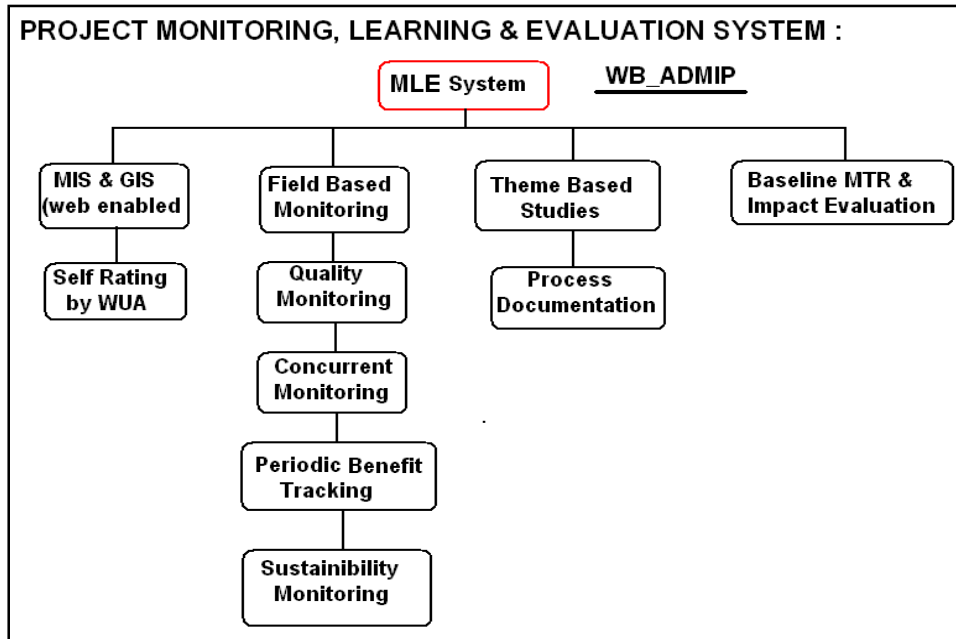 PROJECT MONITORING, LEARNING & EVALUATION SYSTEM :
MLE System
WB_ADMIP
MIS & GIS
(web enabled
Self Rating
by WUA
Field Based
Monitoring
Quality
Monitoring
Concurrent
Monitoring
Periodic Benefit
Tracking
Sustainibility
Monitoring
Theme Based
Studies
Process
Documentation
Baseline MTR &
Impact Evaluation